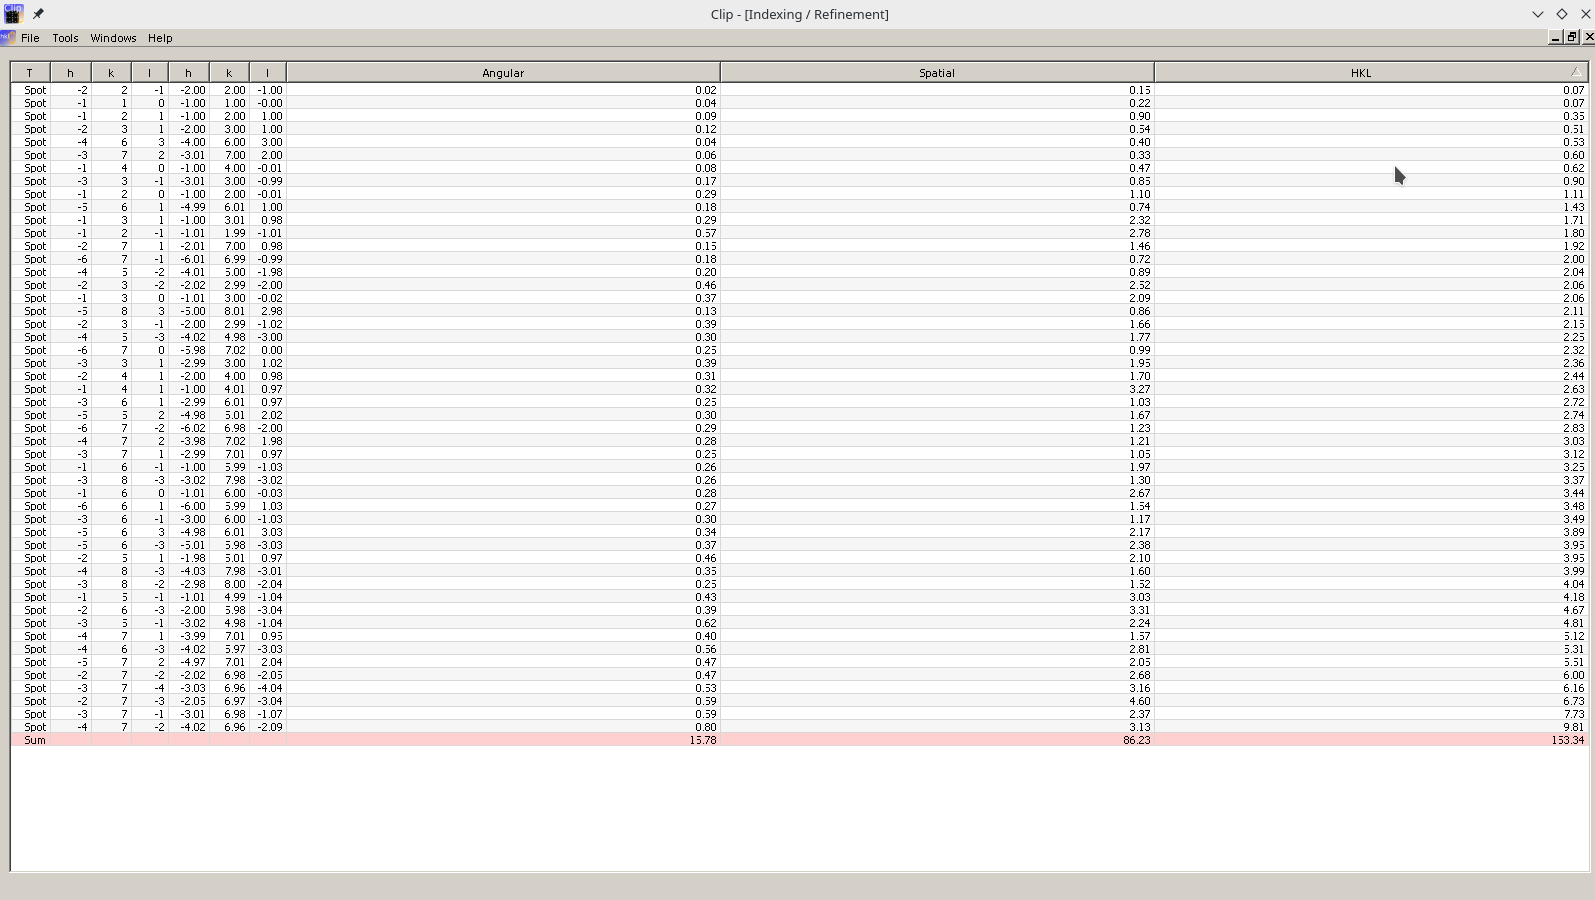 Clip - [Indexing / Refinement]
File Tools Windows Help
T h k l h k l Angular Spatial HKL
Spot -2 2 -1 -2.00 2.00 -1.00 0.02 0.15 0.07
Spot -1 1 0 -1.00 1.00 -0.00 0.04 0.22 0.07
Spot -1 2 1 -1.00 2.00 1.00 0.09 0.90 0.35
Spot -2 3 1 -2.00 3.00 1.00 0.12 0.54 0.51
Spot -4 6 3 -4.00 6.00 3.00 0.04 0.40 0.53
Spot -3 7 2 -3.01 7.00 2.00 0.06 0.33 0.60
Spot -1 4 0 -1.00 4.00 -0.01 0.08 0.47 0.62
Spot -3 3 -1 -3.01 3.00 -0.99 0.17 0.85 0.90
Spot -1 2 0 -1.00 2.00 -0.01 0.29 1.10 1.11
Spot -5 6 1 -4.99 6.01 1.00 0.18 0.74 1.43
Spot -1 3 1 -1.00 3.01 0.98 0.29 2.32 1.71
Spot -1 2 -1 -1.01 1.99 -1.01 0.57 2.78 1.80
Spot -2 7 1 -2.01 7.00 0.98 0.15 1.46 1.92
Spot -6 7 -1 -6.01 6.99 -0.99 0.18 0.72 2.00
Spot -4 5 -2 -4.01 5.00 -1.98 0.20 0.89 2.04
Spot -2 3 -2 -2.02 2.99 -2.00 0.46 2.52 2.06
Spot -1 3 0 -1.01 3.00 -0.02 0.37 2.09 2.06
Spot -5 8 3 -5.00 8.01 2.98 0.13 0.86 2.11
Spot -2 3 -1 -2.00 2.99 -1.02 0.39 1.66 2.15
Spot -4 5 -3 -4.02 4.98 -3.00 0.30 1.77 2.25
Spot -6 7 0 -5.98 7.02 0.00 0.25 0.99 2.32
Spot -3 3 1 -2.99 3.00 1.02 0.39 1.95 2.36
Spot -2 4 1 -2.00 4.00 0.98 0.31 1.70 2.44
Spot -1 4 1 -1.00 4.01 0.97 0.32 3.27 2.63
Spot -3 6 1 -2.99 6.01 0.97 0.25 1.03 2.72
Spot -5 5 2 -4.98 5.01 2.02 0.30 1.67 2.74
Spot -6 7 -2 -6.02 6.98 -2.00 0.29 1.23 2.83
Spot -4 7 2 -3.98 7.02 1.98 0.28 1.21 3.03
Spot -3 7 1 -2.99 7.01 0.97 0.25 1.05 3.12
Spot -1 6 -1 -1.00 5.99 -1.03 0.26 1.97 3.25
Spot -3 8 -3 -3.02 7.98 -3.02 0.26 1.30 3.37
Spot -1 6 0 -1.01 6.00 -0.03 0.28 2.67 3.44
Spot -6 6 1 -6.00 5.99 1.03 0.27 1.54 3.48
Spot -3 6 -1 -3.00 6.00 -1.03 0.30 1.17 3.49
Spot -5 6 3 -4.98 6.01 3.03 0.34 2.17 3.89
Spot -5 6 -3 -5.01 5.98 -3.03 0.37 2.38 3.95
Spot -2 5 1 -1.98 5.01 0.97 0.46 2.10 3.95
Spot -4 8 -3 -4.03 7.98 -3.01 0.35 1.60 3.99
Spot -3 8 -2 -2.98 8.00 -2.04 0.25 1.52 4.04
Spot -1 5 -1 -1.01 4.99 -1.04 0.43 3.03 4.18
Spot -2 6 -3 -2.00 5.98 -3.04 0.39 3.31 4.67
Spot -3 5 -1 -3.02 4.98 -1.04 0.62 2.24 4.81
Spot -4 7 1 -3.99 7.01 0.95 0.40 1.57 5.12
Spot -4 6 -3 -4.02 5.97 -3.03 0.56 2.81 5.31
Spot -5 7 2 -4.97 7.01 2.04 0.47 2.05 5.51
Spot -2 7 -2 -2.02 6.98 -2.05 0.47 2.68 6.00
Spot -3 7 -4 -3.03 6.96 -4.04 0.53 3.16 6.16
Spot -2 7 -3 -2.05 6.97 -3.04 0.59 4.60 6.73
Spot -3 7 -1 -3.01 6.98 -1.07 0.59 2.37 7.73
Spot -4 7 -2 -4.02 6.96 -2.09 0.80 3.13 9.81
Sum 15.78 86.23 153.34